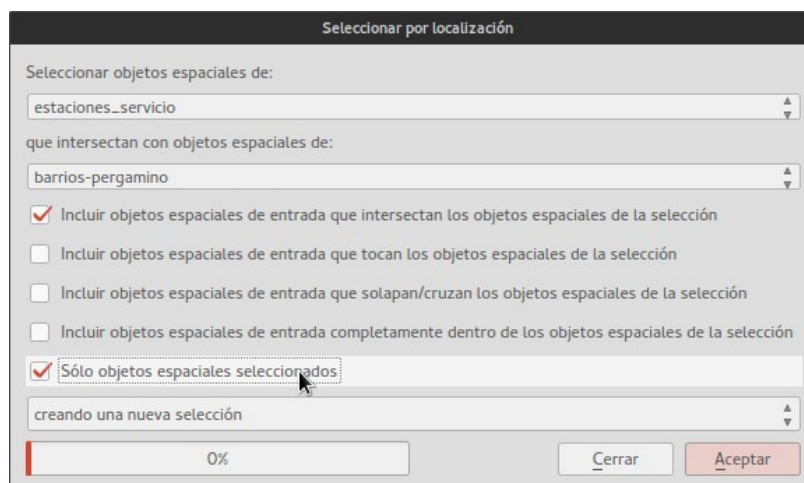 Seleccionar por localización
Seleccionar objetos espaciales de:
estaciones_servicio
que intersectan con objetos espaciales de:
barrios-pergamino
Incluir objetos espaciales de entrada que intersectan los objetos espaciales de la selección
Incluir objetos espaciales de entrada que tocan los objetos espaciales de la selección
Incluir objetos espaciales de entrada que solapan/cruzan los objetos espaciales de la selección
Incluir objetos espaciales de entrada completamente dentro de los objetos espaciales de la selección
Sólo objetos espaciales seleccionados
creando una nueva selección
0% Cerrar Aceptar